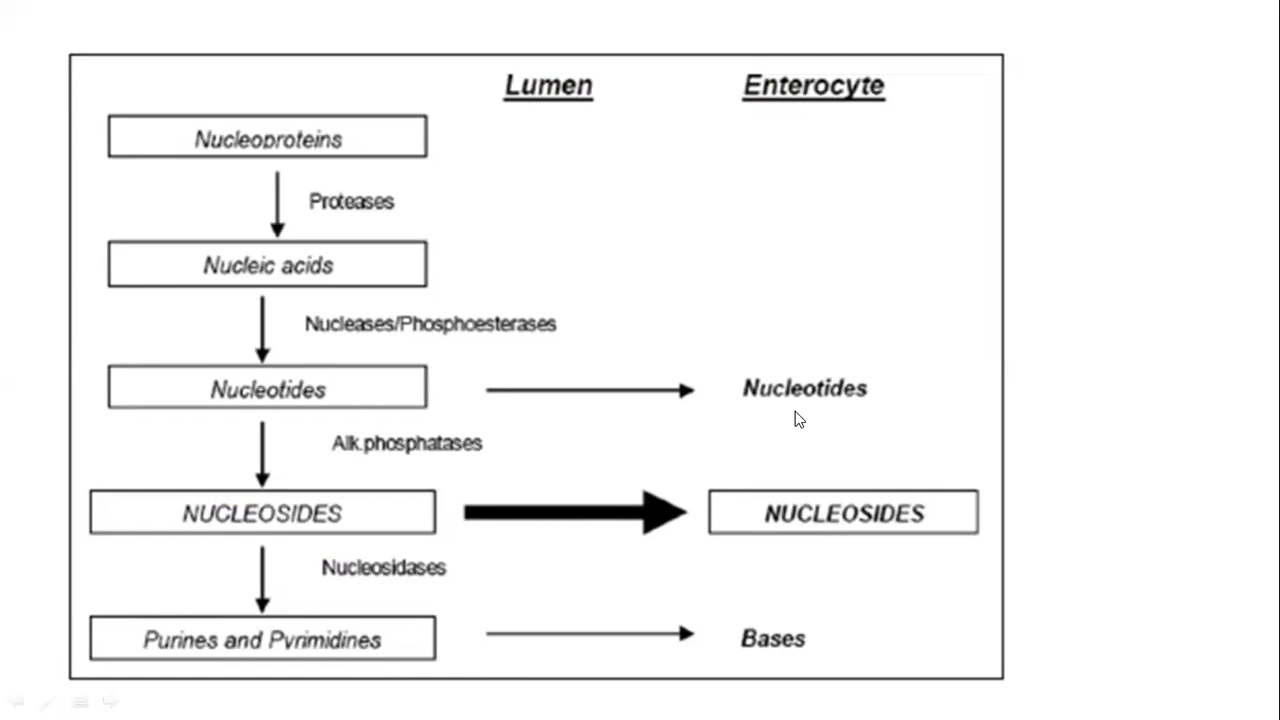 Lumen Enterocyte
Nucleoproteins
Proteases
Nucleic acids
Nucleases/Phosphoesterases
Nucleotides Nucleotides
Alk.phosphatases
NUCLEOSIDES NUCLEOSIDES
Nucleosidases
Purines and Pyrimidines Bases